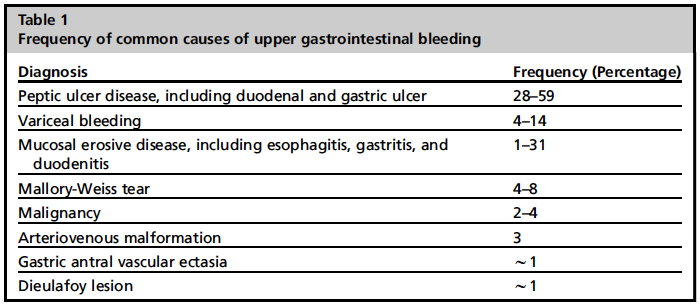 Table 1
Frequency of common causes of upper gastrointestinal bleeding
Diagnosis Frequency (Percentage)
Peptic ulcer disease, including duodenal and gastric ulcer 28–59
Variceal bleeding 4–14
Mucosal erosive disease, including esophagitis, gastritis, and 1–31
duodenitis
Mallory-Weiss tear 4–8
Malignancy 2–4
Arteriovenous malformation 3
Gastric antral vascular ectasia ~1
Dieulafoy lesion ~1